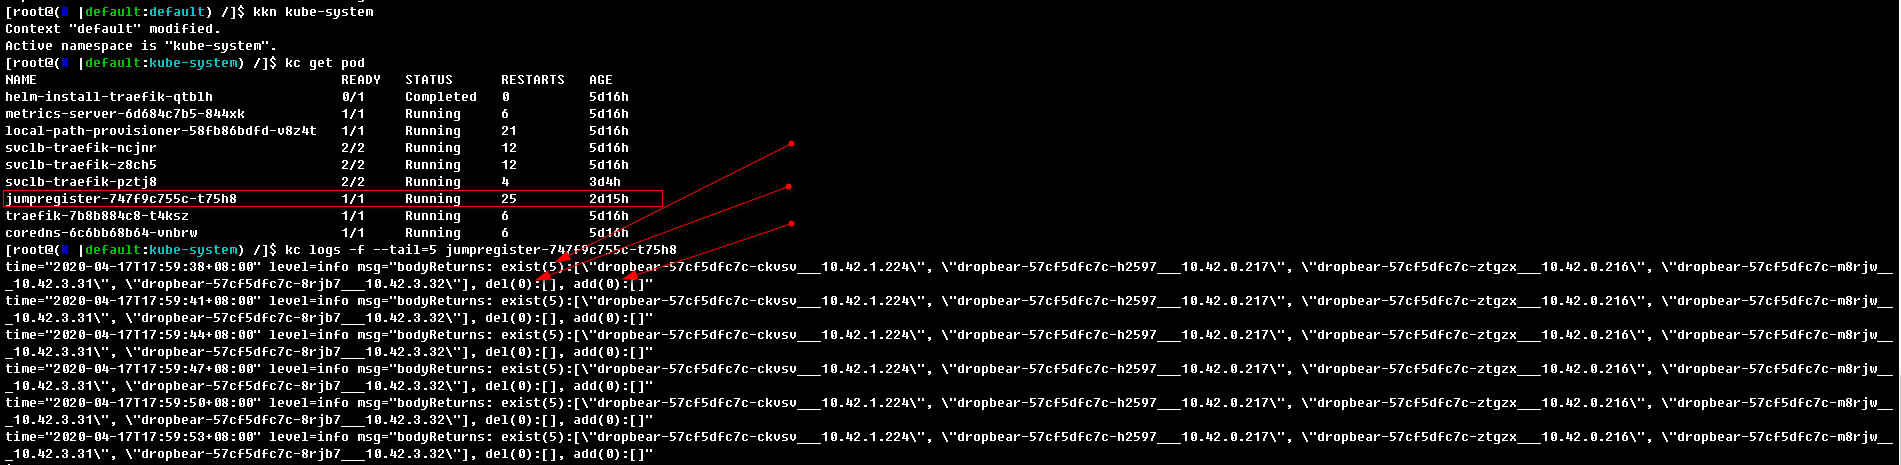 [root@( |default:default) /]$ kkn kube-system
Context "default" modified.
Active namespace is "kube-system".
[root@( |default:kube-system) /]$ kc get pod
NAME READY STATUS RESTARTS AGE
helm-install-traefik-qtblh 0/1 Completed 0 5d16h
metrics-server-6d684c7b5-844xk 1/1 Running 6 5d16h
local-path-provisioner-58fb86bdfd-v8z4t 1/1 Running 21 5d16h
svclb-traefik-ncjnr 2/2 Running 12 5d16h
svclb-traefik-z8ch5 2/2 Running 12 5d16h
svclb-traefik-pztj8 2/2 Running 4 3d4h
jumpregister-747f9c755c-t75h8 1/1 Running 25 2d15h
traefik-7b8b884c8-t4ksz 1/1 Running 6 5d16h
coredns-6c6bb68b64-vnbrw 1/1 Running 6 5d16h
[root@( |default:kube-system) /]$ kc logs -f --tail=5 jumpregister-747f9c755c-t75h8
time="2020-04-17T17:59:38+08:00" level=info msg="bodyReturns: exist(5):[\"dropbear-57cf5dfc7c-ckvsv___10.42.1.224\", \"dropbear-57cf5dfc7c-h2597___10.42.0.217\", \"dropbear-57cf5dfc7c-ztgzx___10.42.0.216\", \"dropbear-57cf5dfc7c-m8rjw__
_10.42.3.31\", \"dropbear-57cf5dfc7c-8rjb7___10.42.3.32\"], del(0):[], add(0):[]"
time="2020-04-17T17:59:41+08:00" level=info msg="bodyReturns: exist(5):[\"dropbear-57cf5dfc7c-ckvsv___10.42.1.224\", \"dropbear-57cf5dfc7c-h2597___10.42.0.217\", \"dropbear-57cf5dfc7c-ztgzx___10.42.0.216\", \"dropbear-57cf5dfc7c-m8rjw__
_10.42.3.31\", \"dropbear-57cf5dfc7c-8rjb7___10.42.3.32\"], del(0):[], add(0):[]"
time="2020-04-17T17:59:44+08:00" level=info msg="bodyReturns: exist(5):[\"dropbear-57cf5dfc7c-ckvsv___10.42.1.224\", \"dropbear-57cf5dfc7c-h2597___10.42.0.217\", \"dropbear-57cf5dfc7c-ztgzx___10.42.0.216\", \"dropbear-57cf5dfc7c-m8rjw__
_10.42.3.31\", \"dropbear-57cf5dfc7c-8rjb7___10.42.3.32\"], del(0):[], add(0):[]"
time="2020-04-17T17:59:47+08:00" level=info msg="bodyReturns: exist(5):[\"dropbear-57cf5dfc7c-ckvsv___10.42.1.224\", \"dropbear-57cf5dfc7c-h2597___10.42.0.217\", \"dropbear-57cf5dfc7c-ztgzx___10.42.0.216\", \"dropbear-57cf5dfc7c-m8rjw__
_10.42.3.31\", \"dropbear-57cf5dfc7c-8rjb7___10.42.3.32\"], del(0):[], add(0):[]"
time="2020-04-17T17:59:50+08:00" level=info msg="bodyReturns: exist(5):[\"dropbear-57cf5dfc7c-ckvsv___10.42.1.224\", \"dropbear-57cf5dfc7c-h2597___10.42.0.217\", \"dropbear-57cf5dfc7c-ztgzx___10.42.0.216\", \"dropbear-57cf5dfc7c-m8rjw__
_10.42.3.31\", \"dropbear-57cf5dfc7c-8rjb7___10.42.3.32\"], del(0):[], add(0):[]"
time="2020-04-17T17:59:53+08:00" level=info msg="bodyReturns: exist(5):[\"dropbear-57cf5dfc7c-ckvsv___10.42.1.224\", \"dropbear-57cf5dfc7c-h2597___10.42.0.217\", \"dropbear-57cf5dfc7c-ztgzx___10.42.0.216\", \"dropbear-57cf5dfc7c-m8rjw__
_10.42.3.31\", \"dropbear-57cf5dfc7c-8rjb7___10.42.3.32\"], del(0):[], add(0):[]"